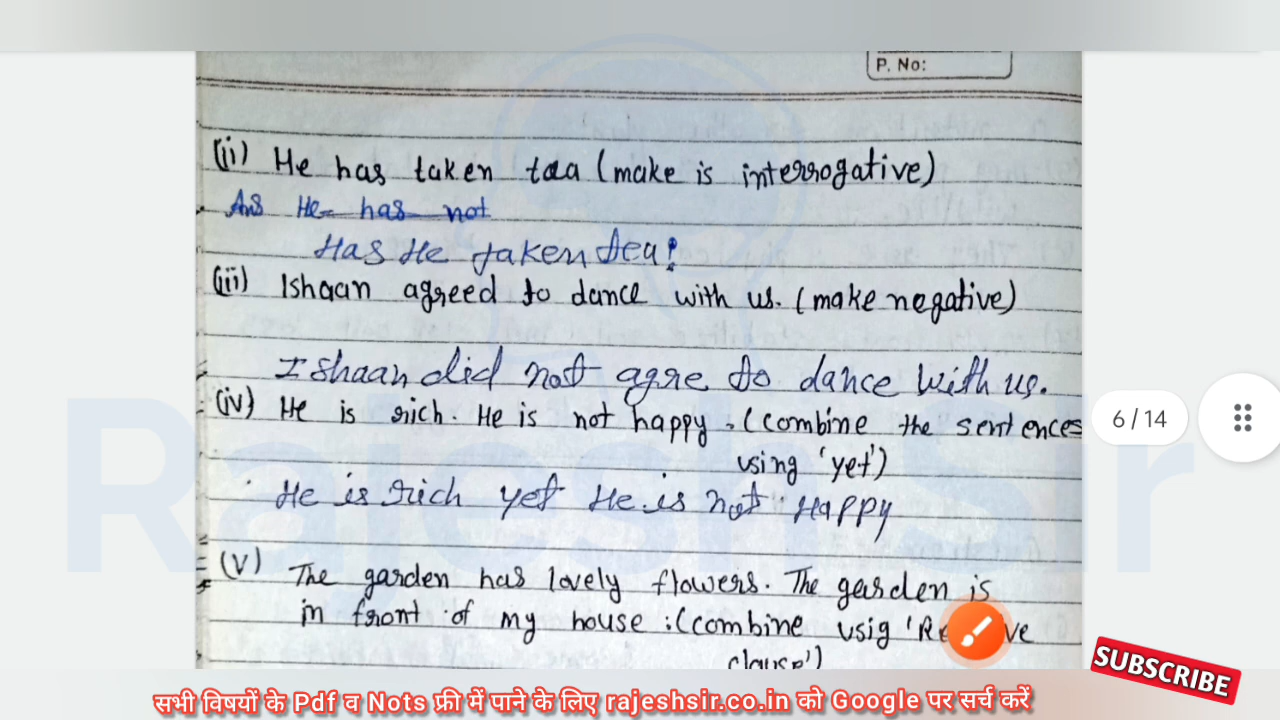 P. No:
(ii) He has taken taa (make is interrogative)
Ans He has not
Has He taken tea?
(iii) Ishaan agreed to dance with us. (make negative)
Ishaan did not agre to dance with us.
(iv) He is rich. He is not happy. (combine the sentences
using 'yet')
He is rich yet He is not Happy
(v) The garden has lovely flowers. The garden is
in front of my house. (combine usig
clause')
6 / 14
Rajesh Sir
SUBSCRIBE
सभी विषयों के Pdf व Nots फ्री में पाने के लिए rajeshsir.co.in को Google पर सर्च करें